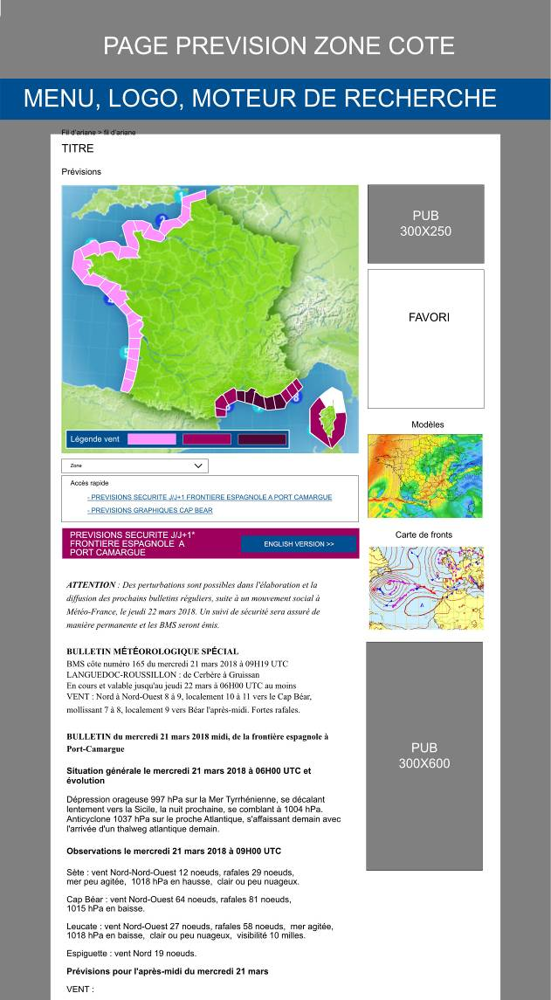 PAGE PREVISION ZONE COTE
MENU, LOGO, MOTEUR DE RECHERCHE
Fil d'ariane > fil d'ariane
TITRE
Prévisions
1
2
4
5
8
Légende vent
Zone
Accès rapide
- PREVISIONS SECURITE J/J+1 FRONTIERE ESPAGNOLE A PORT CAMARGUE
- PREVISIONS GRAPHIQUES CAP BEAR
PREVISIONS SECURITE J/J+1*
FRONTIERE ESPAGNOLE A
PORT CAMARGUE
ENGLISH VERSION >>
ATTENTION : Des perturbations sont possibles dans l'élaboration et la
diffusion des prochains bulletins réguliers, suite à un mouvement social à
Météo-France, le jeudi 22 mars 2018. Un suivi de sécurité sera assuré de
manière permanente et les BMS seront émis.
BULLETIN MÉTÉOROLOGIQUE SPÉCIAL
BMS côte numéro 165 du mercredi 21 mars 2018 à 09H19 UTC
LANGUEDOC-ROUSSILLON : de Cerbère à Gruissan
En cours et valable jusqu'au jeudi 22 mars à 06H00 UTC au moins
VENT : Nord à Nord-Ouest 8 à 9, localement 10 à 11 vers le Cap Béar,
mollissant 7 à 8, localement 9 vers Béar l'après-midi. Fortes rafales.
BULLETIN du mercredi 21 mars 2018 midi, de la frontière espagnole à
Port-Camargue
Situation générale le mercredi 21 mars 2018 à 06H00 UTC et
évolution
Dépression orageuse 997 hPa sur la Mer Tyrrhénienne, se décalant
lentement vers la Sicile, la nuit prochaine, se comblant à 1004 hPa.
Anticyclone 1037 hPa sur le proche Atlantique, s'affaissant demain avec
l'arrivée d'un thalweg atlantique demain.
Observations le mercredi 21 mars 2018 à 09H00 UTC
Sète : vent Nord-Nord-Ouest 12 noeuds, rafales 29 noeuds,
mer peu agitée, 1018 hPa en hausse, clair ou peu nuageux.
Cap Béar : vent Nord-Ouest 64 noeuds, rafales 81 noeuds,
1015 hPa en baisse.
Leucate : vent Nord-Ouest 27 noeuds, rafales 58 noeuds, mer agitée,
1018 hPa en baisse, clair ou peu nuageux, visibilité 10 milles.
Espiguette : vent Nord 19 noeuds.
Prévisions pour l'après-midi du mercredi 21 mars
VENT :
PUB
300X250
FAVORI
Modèles
Carte de fronts
A
PUB
300X600